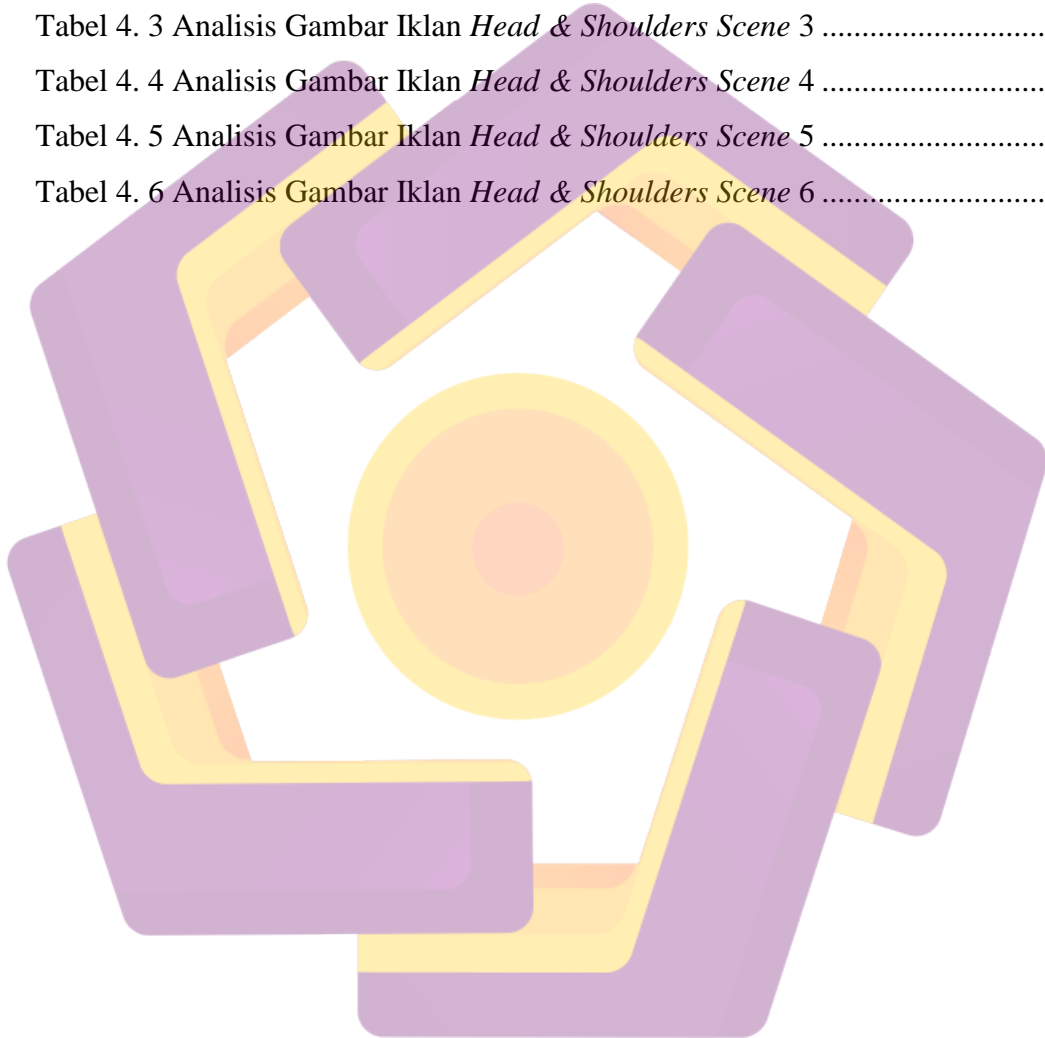 Tabel 4. 3 Analisis Gambar Iklan Head & Shoulders Scene 3 ............................
Tabel 4. 4 Analisis Gambar Iklan Head & Shoulders Scene 4 ............................
Tabel 4. 5 Analisis Gambar Iklan Head & Shoulders Scene 5 ............................
Tabel 4. 6 Analisis Gambar Iklan Head & Shoulders Scene 6 ............................